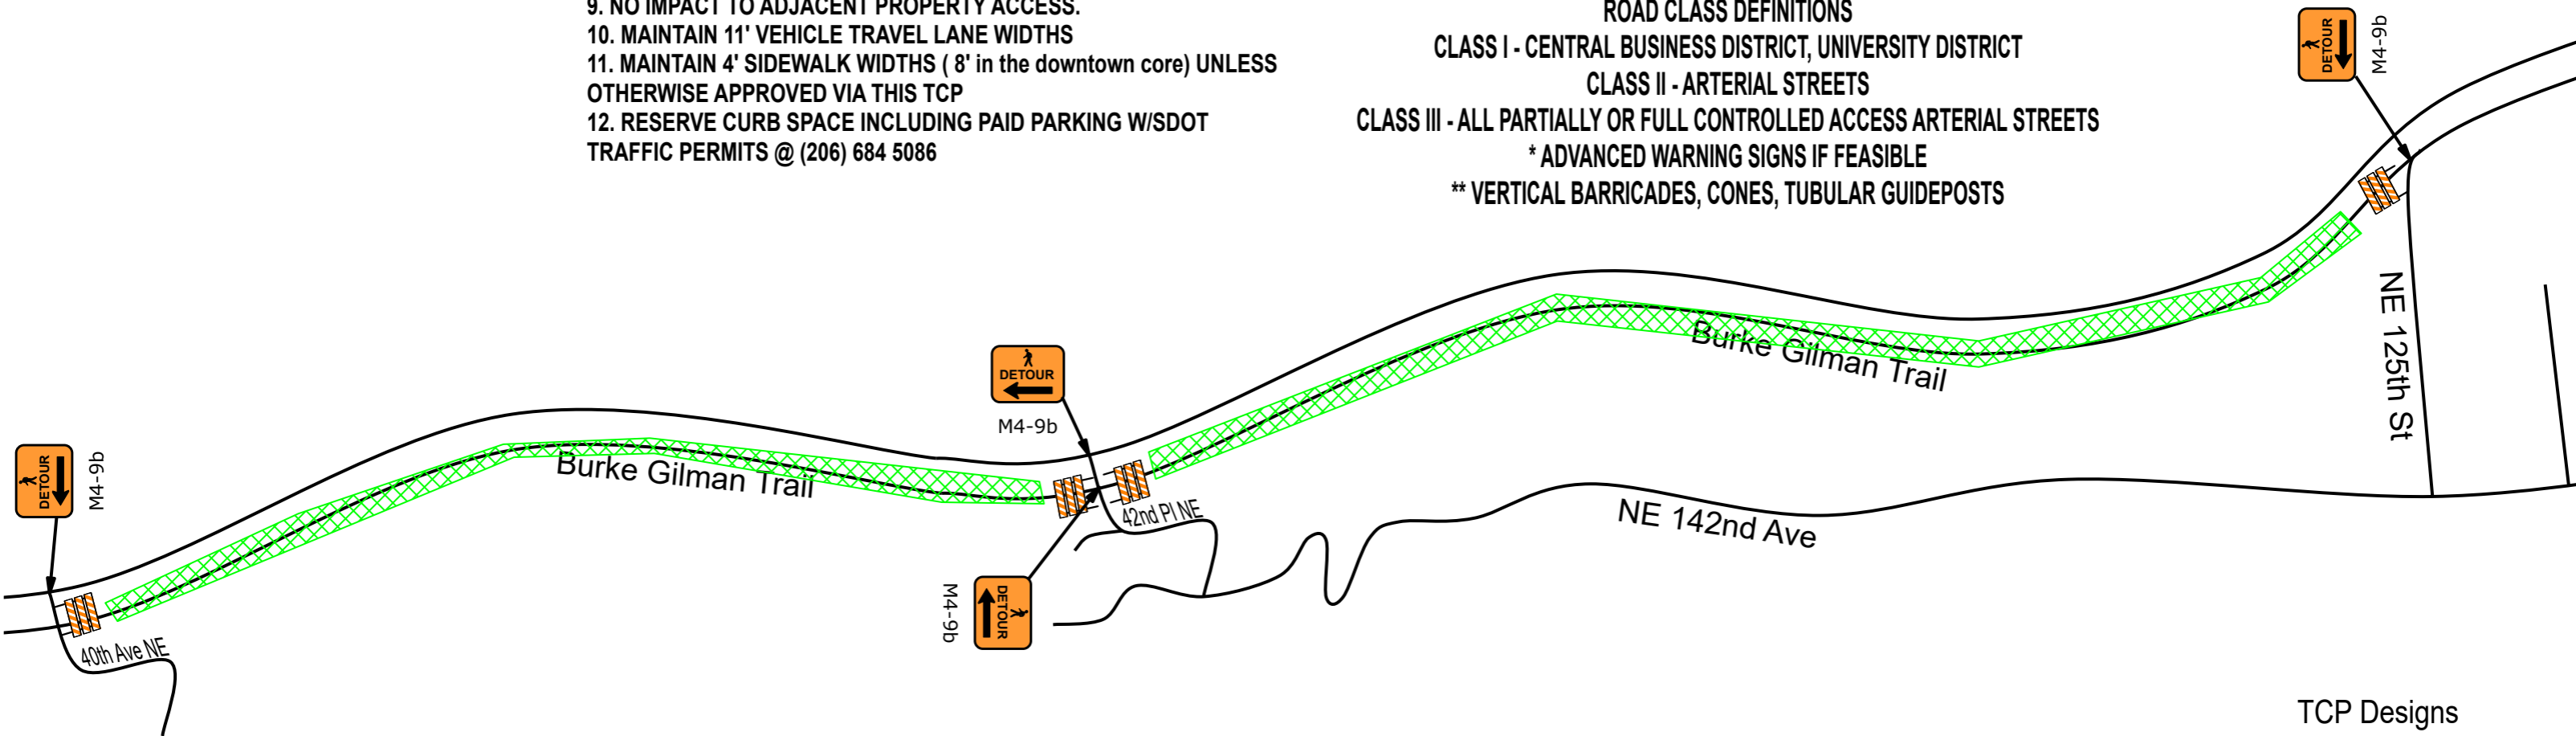 9. NO IMPACT TO ADJACENT PROPERTY ACCESS.
10. MAINTAIN 11' VEHICLE TRAVEL LANE WIDTHS
11. MAINTAIN 4' SIDEWALK WIDTHS ( 8' in the downtown core) UNLESS
OTHERWISE APPROVED VIA THIS TCP
12. RESERVE CURB SPACE INCLUDING PAID PARKING W/SDOT
TRAFFIC PERMITS @ (206) 684 5086
ROAD CLASS DEFINITIONS
CLASS I - CENTRAL BUSINESS DISTRICT, UNIVERSITY DISTRICT
CLASS II - ARTERIAL STREETS
CLASS III - ALL PARTIALLY OR FULL CONTROLLED ACCESS ARTERIAL STREETS
* ADVANCED WARNING SIGNS IF FEASIBLE
** VERTICAL BARRICADES, CONES, TUBULAR GUIDEPOSTS
DETOUR
M4-9b
NE 125th St
Burke Gilman Trail
DETOUR
M4-9b
DETOUR
M4-9b
Burke Gilman Trail
42nd Pl NE
NE 142nd Ave
DETOUR
M4-9b
40th Ave NE
TCP Designs